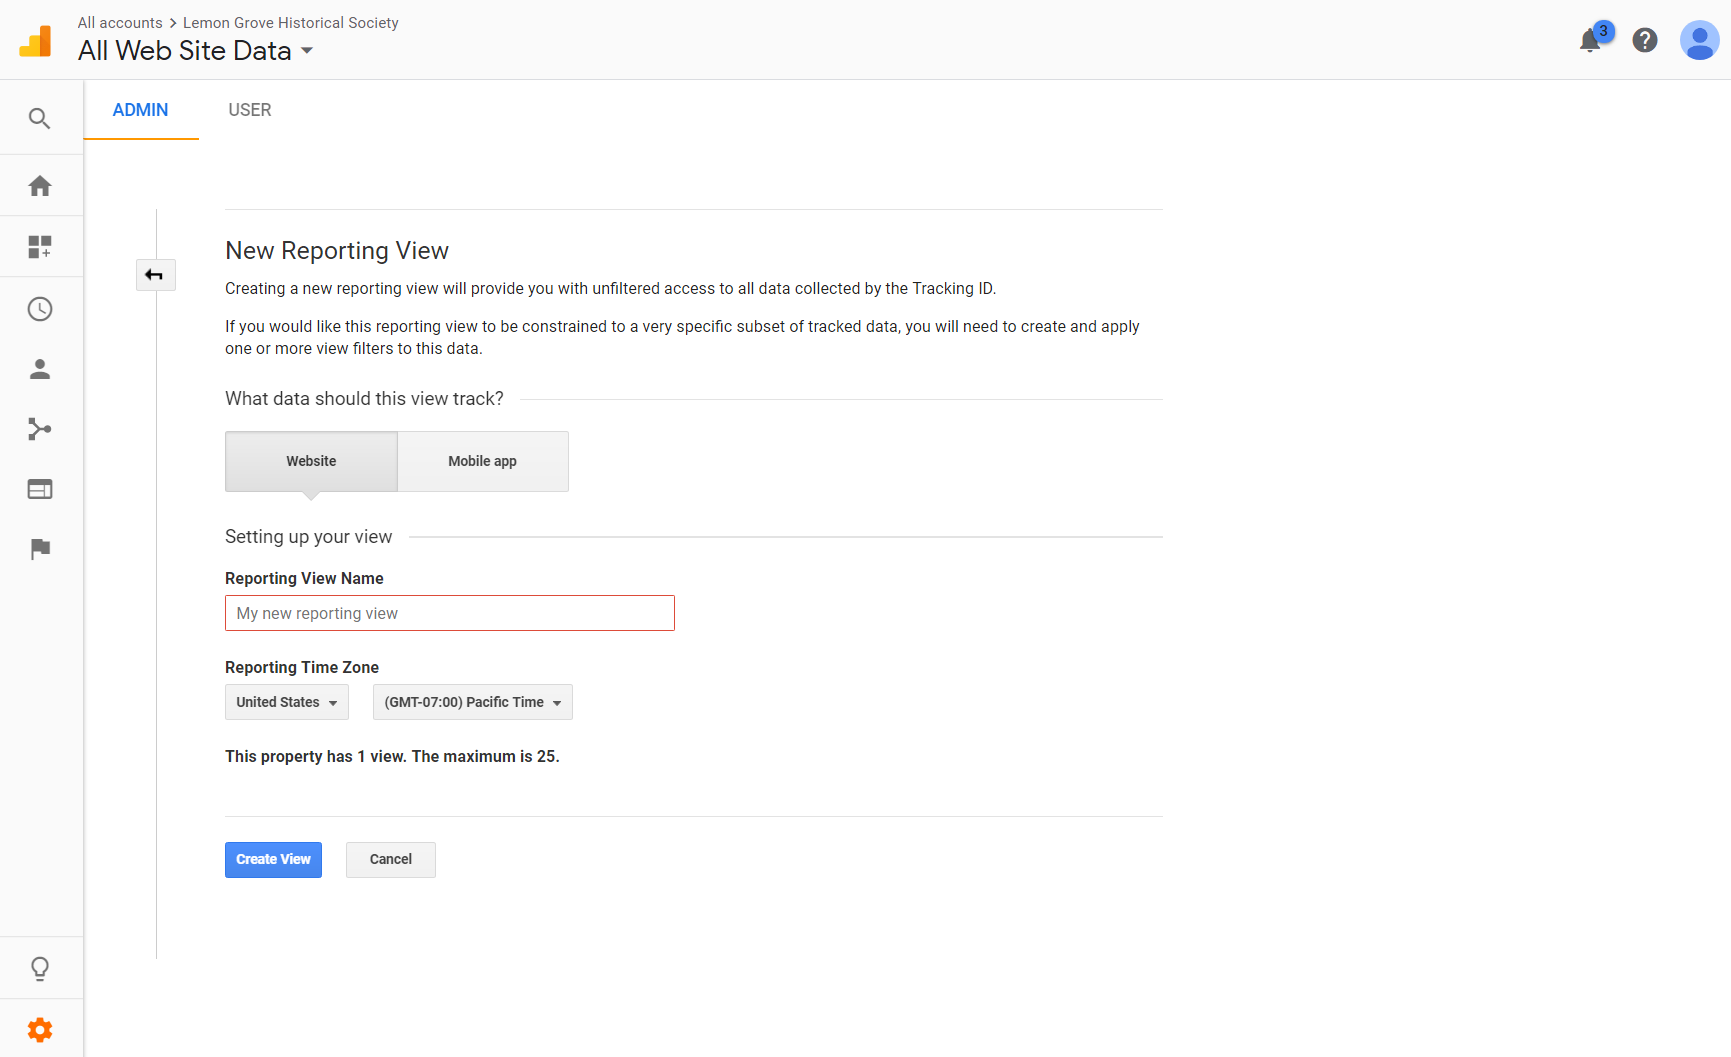 All accounts > Lemon Grove Historical Society
All Web Site Data
3
ADMIN USER
New Reporting View
Creating a new reporting view will provide you with unfiltered access to all data collected by the Tracking ID.
If you would like this reporting view to be constrained to a very specific subset of tracked data, you will need to create and apply
one or more view filters to this data.
What data should this view track?
Website Mobile app
Setting up your view
Reporting View Name
My new reporting view
Reporting Time Zone
United States (GMT-07:00) Pacific Time
This property has 1 view. The maximum is 25.
Create View Cancel